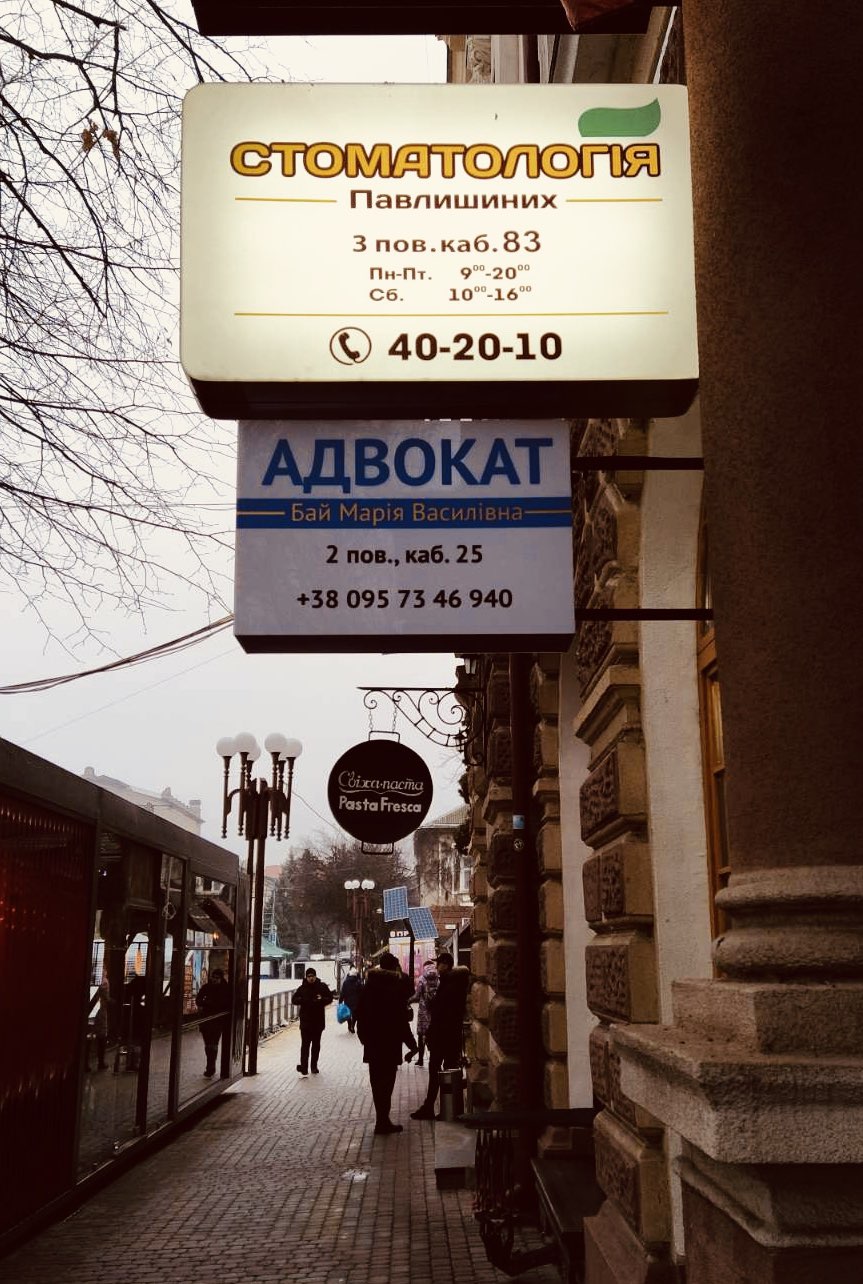 СТОМАТОЛОГІЯ
Павлишиних
3 пов.каб.83
Пн-Пт. 9⁰⁰-20⁰⁰
Сб. 10⁰⁰-16⁰⁰
40-20-10
АДВОКАТ
Бай Марія Василівна
2 пов., каб. 25
+38 095 73 46 940
Свіжа паста
Pasta Fresca